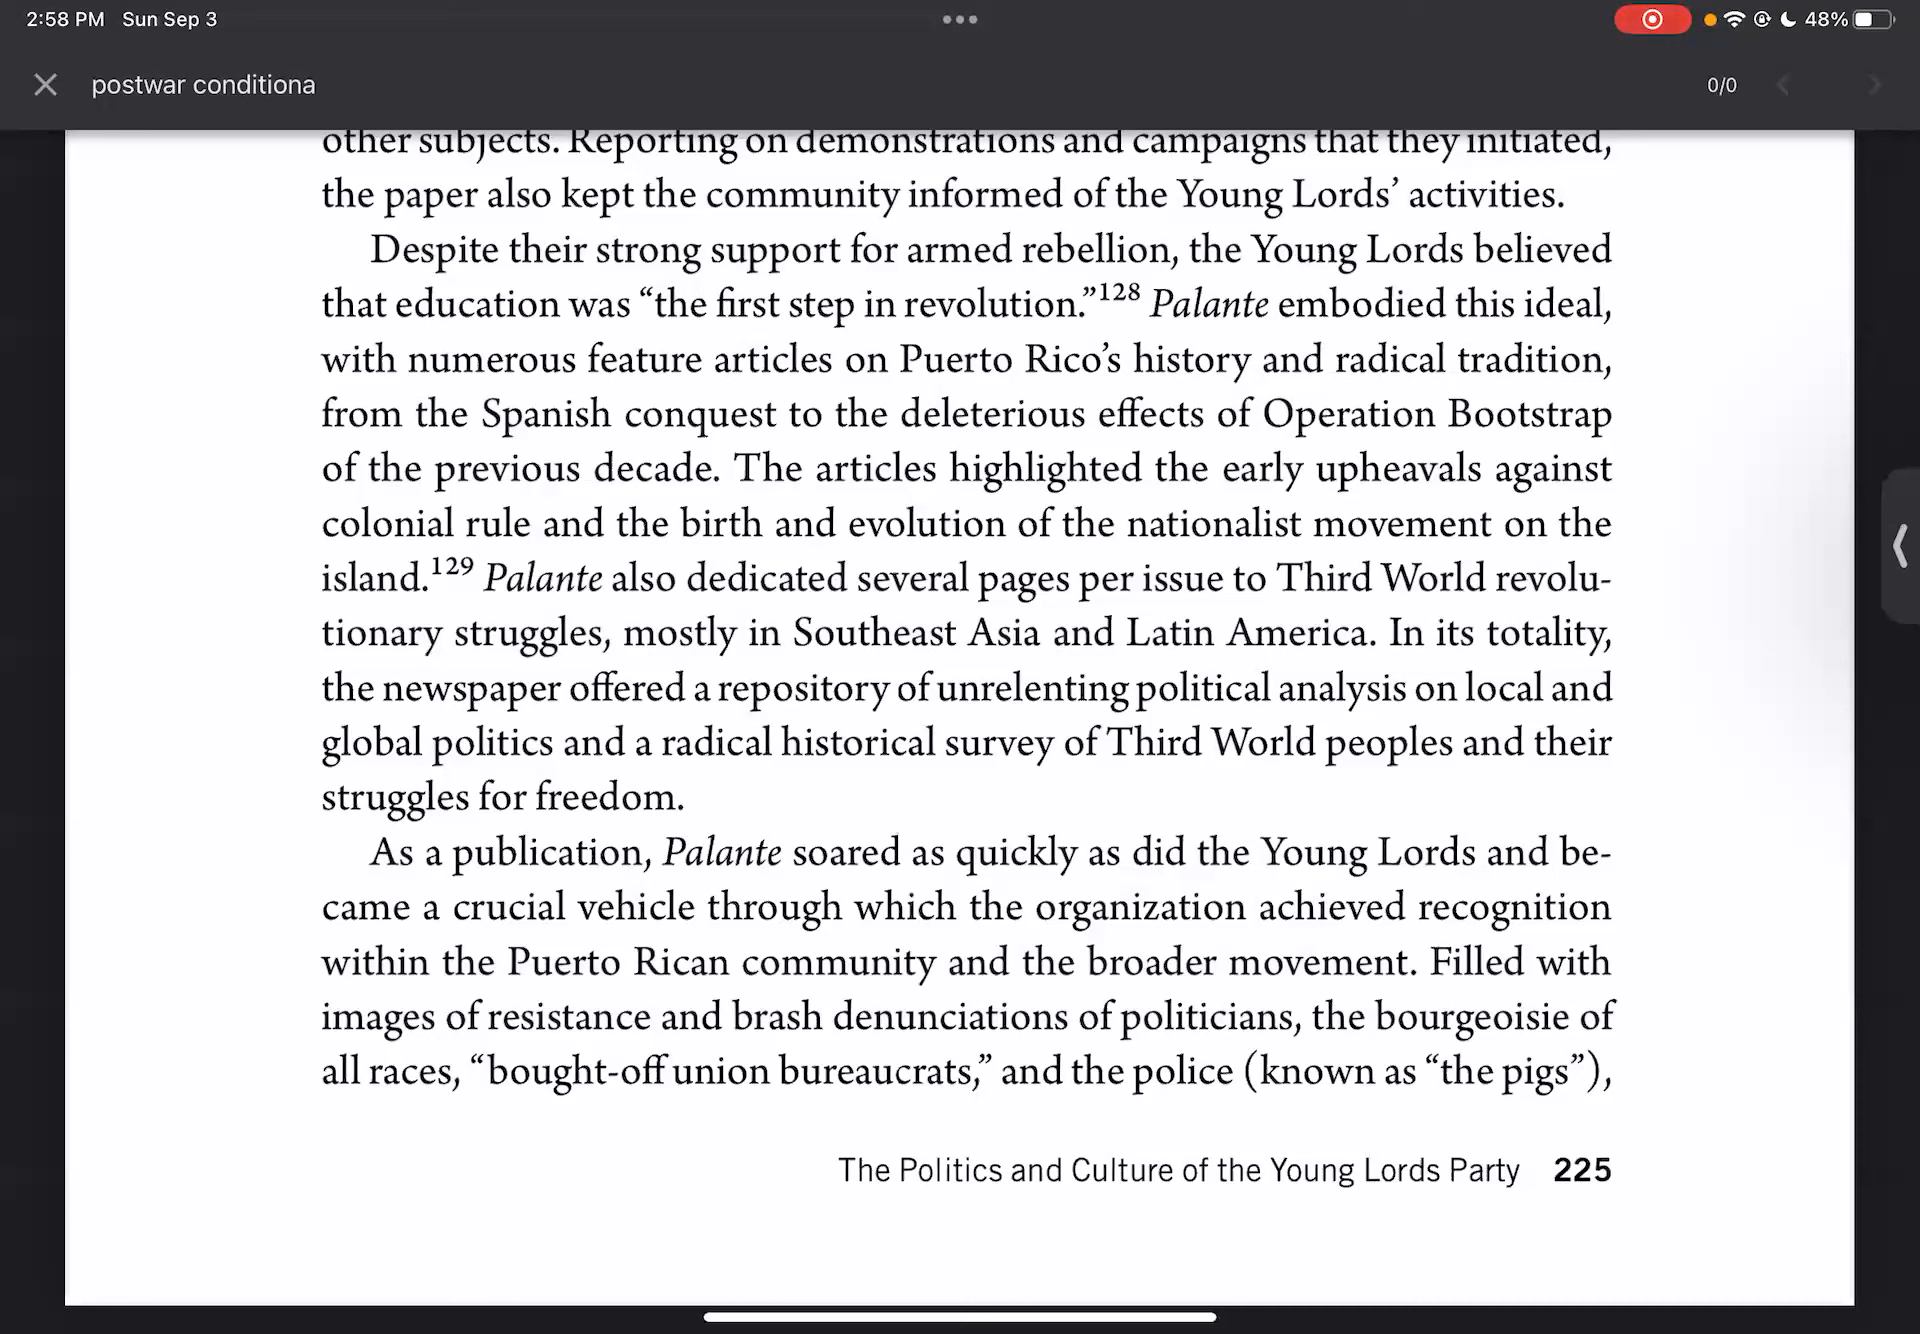 2:58 PM Sun Sep 3
48%
postwar conditiona
0/0
other subjects. Reporting on demonstrations and campaigns that they initiated,
the paper also kept the community informed of the Young Lords’ activities.
Despite their strong support for armed rebellion, the Young Lords believed
that education was “the first step in revolution.”128 Palante embodied this ideal,
with numerous feature articles on Puerto Rico’s history and radical tradition,
from the Spanish conquest to the deleterious effects of Operation Bootstrap
of the previous decade. The articles highlighted the early upheavals against
colonial rule and the birth and evolution of the nationalist movement on the
island.129 Palante also dedicated several pages per issue to Third World revolu-
tionary struggles, mostly in Southeast Asia and Latin America. In its totality,
the newspaper offered a repository of unrelenting political analysis on local and
global politics and a radical historical survey of Third World peoples and their
struggles for freedom.
As a publication, Palante soared as quickly as did the Young Lords and be-
came a crucial vehicle through which the organization achieved recognition
within the Puerto Rican community and the broader movement. Filled with
images of resistance and brash denunciations of politicians, the bourgeoisie of
all races, “bought-off union bureaucrats,” and the police (known as “the pigs”),
The Politics and Culture of the Young Lords Party 225